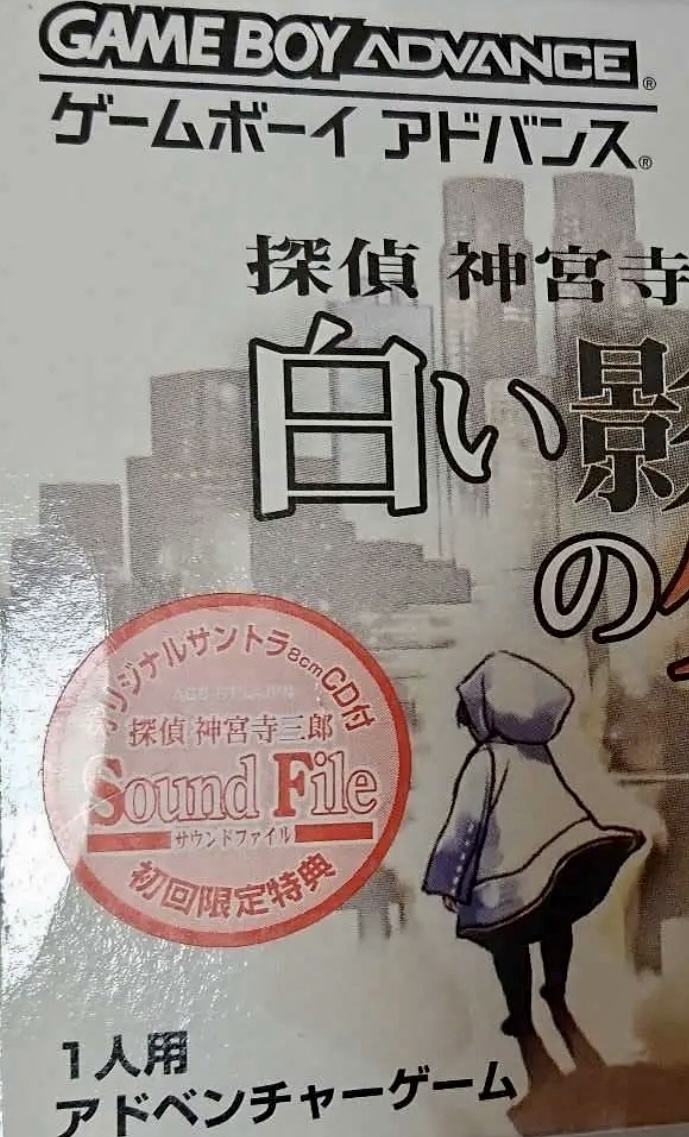 GAME BOY ADVANCE®
ゲームボーイ アドバンス®
探偵 神宮寺
白い影
の
オリジナルサントラ8cmCD付
探偵 神宮寺三郎
Sound File
サウンドファイル
初回限定特典
1人用
アドベンチャーゲーム